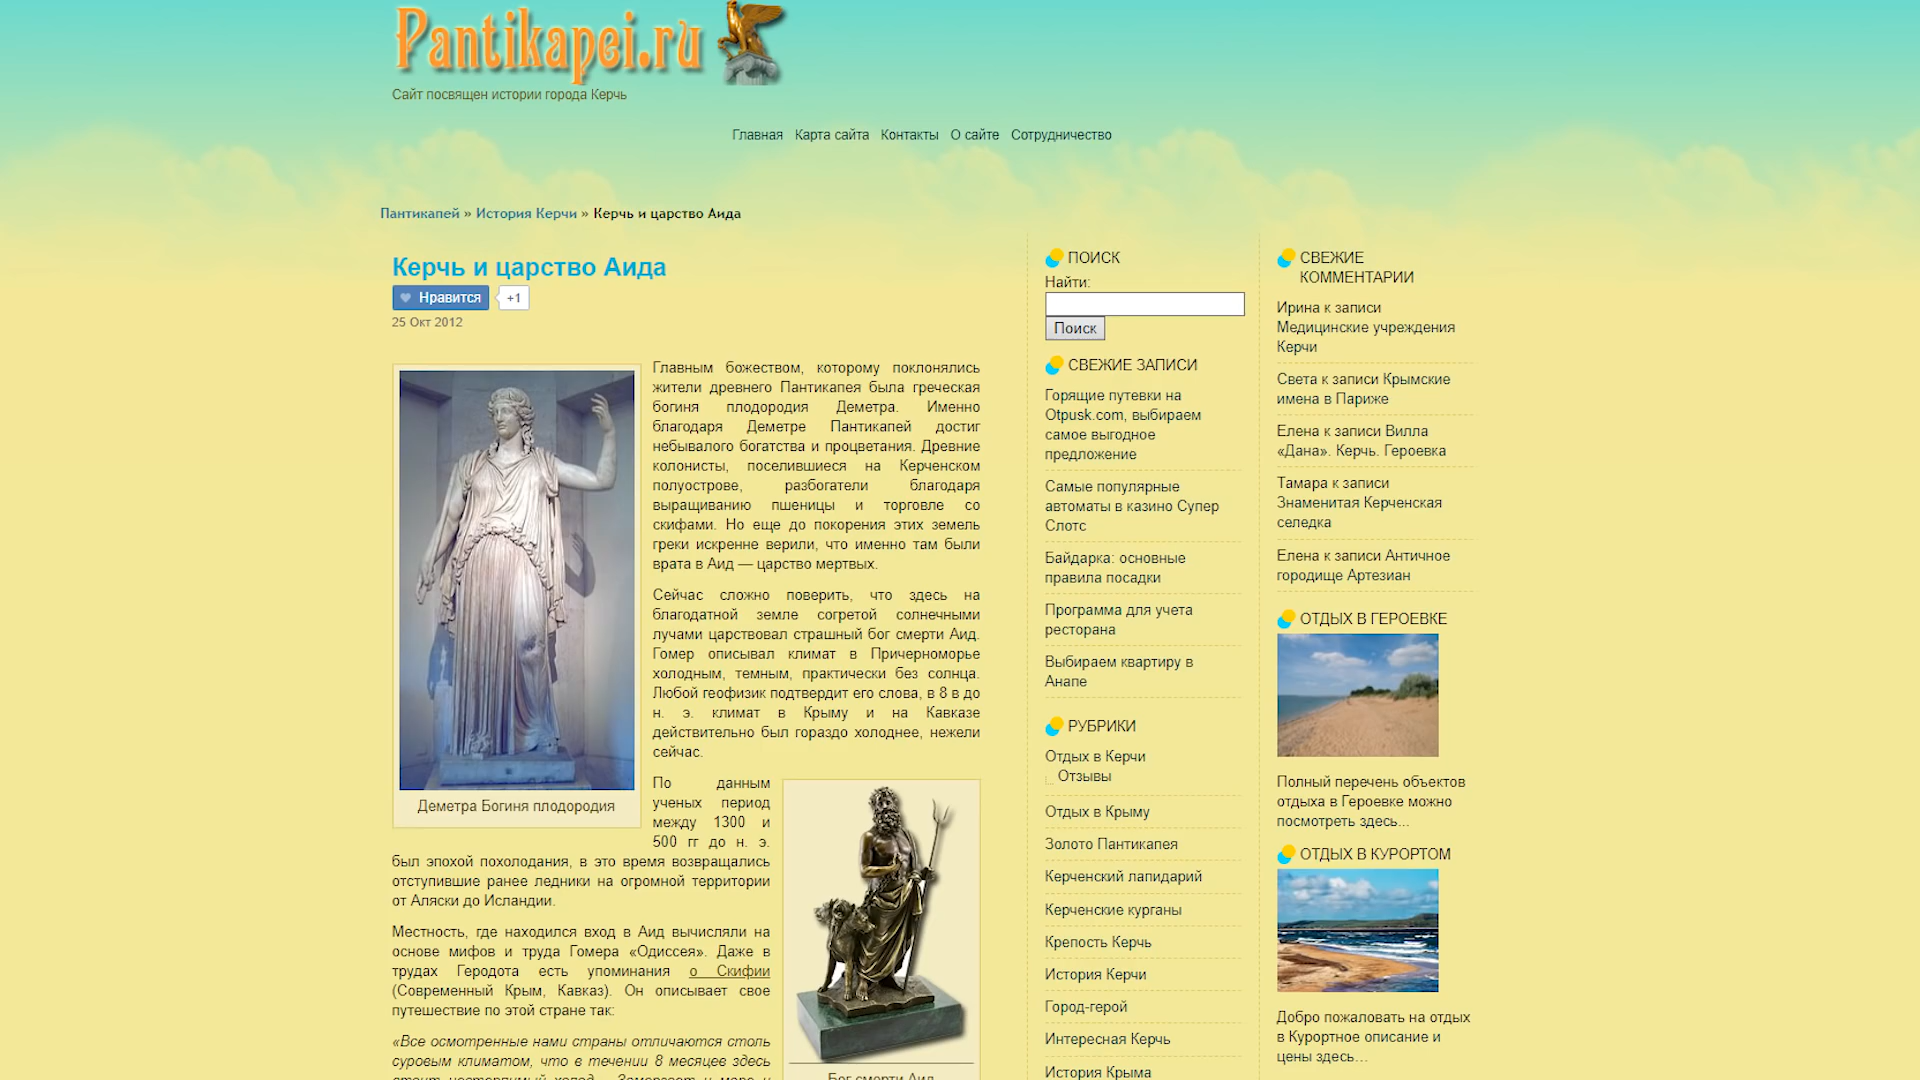 Pantikapei.ru
Сайт посвящен истории города Керчь
Главная Карта сайта Контакты О сайте Сотрудничество
Пантикапей » История Керчи » Керчь и царство Аида
Керчь и царство Аида
Нравится +1
25 Окт 2012
Деметра Богиня плодородия
Главным божеством, которому поклонялись
жители древнего Пантикапея была греческая
богиня плодородия Деметра. Именно
благодаря Деметре Пантикапей достиг
небывалого богатства и процветания. Древние
колонисты, поселившиеся на Керченском
полуострове, разбогатели благодаря
выращиванию пшеницы и торговле со
скифами. Но еще до покорения этих земель
греки искренне верили, что именно там были
врата в Аид — царство мертвых.
Сейчас сложно поверить, что здесь на
благодатной земле согретой солнечными
лучами царствовал страшный бог смерти Аид.
Гомер описывал климат в Причерноморье
холодным, темным, практически без солнца.
Любой геофизик подтвердит его слова, в 8 в до
н. э. климат в Крыму и на Кавказе
действительно был гораздо холоднее, нежели
сейчас.
По данным
ученых период
между 1300 и
500 гг до н. э.
был эпохой похолодания, в это время возвращались
отступившие ранее ледники на огромной территории
от Аляски до Исландии.
Местность, где находился вход в Аид вычисляли на
основе мифов и труда Гомера «Одиссея». Даже в
трудах Геродота есть упоминания о Скифии
(Современный Крым, Кавказ). Он описывает свое
путешествие по этой стране так:
«Все осмотренные нами страны отличаются столь
суровым климатом, что в течении 8 месяцев здесь
стоит нестерпимый холод... Замерзает и море и
Бог смерти Аид
ПОИСК
Найти:
Поиск
СВЕЖИЕ ЗАПИСИ
Горящие путевки на
Otpusk.com, выбираем
самое выгодное
предложение
Самые популярные
автоматы в казино Супер
Слотс
Байдарка: основные
правила посадки
Программа для учета
ресторана
Выбираем квартиру в
Анапе
РУБРИКИ
Отдых в Керчи
Отзывы
Отдых в Крыму
Золото Пантикапея
Керченский лапидарий
Керченские курганы
Крепость Керчь
История Керчи
Город-герой
Интересная Керчь
История Крыма
СВЕЖИЕ
КОММЕНТАРИИ
Ирина к записи
Медицинские учреждения
Керчи
Света к записи Крымские
имена в Париже
Елена к записи Вилла
«Дана». Керчь. Героевка
Тамара к записи
Знаменитая Керченская
селедка
Елена к записи Античное
городище Артезиан
ОТДЫХ В ГЕРОЕВКЕ
Полный перечень объектов
отдыха в Героевке можно
посмотреть здесь...
ОТДЫХ В КУРОРТОМ
Добро пожаловать на отдых
в Курортное описание и
цены здесь…